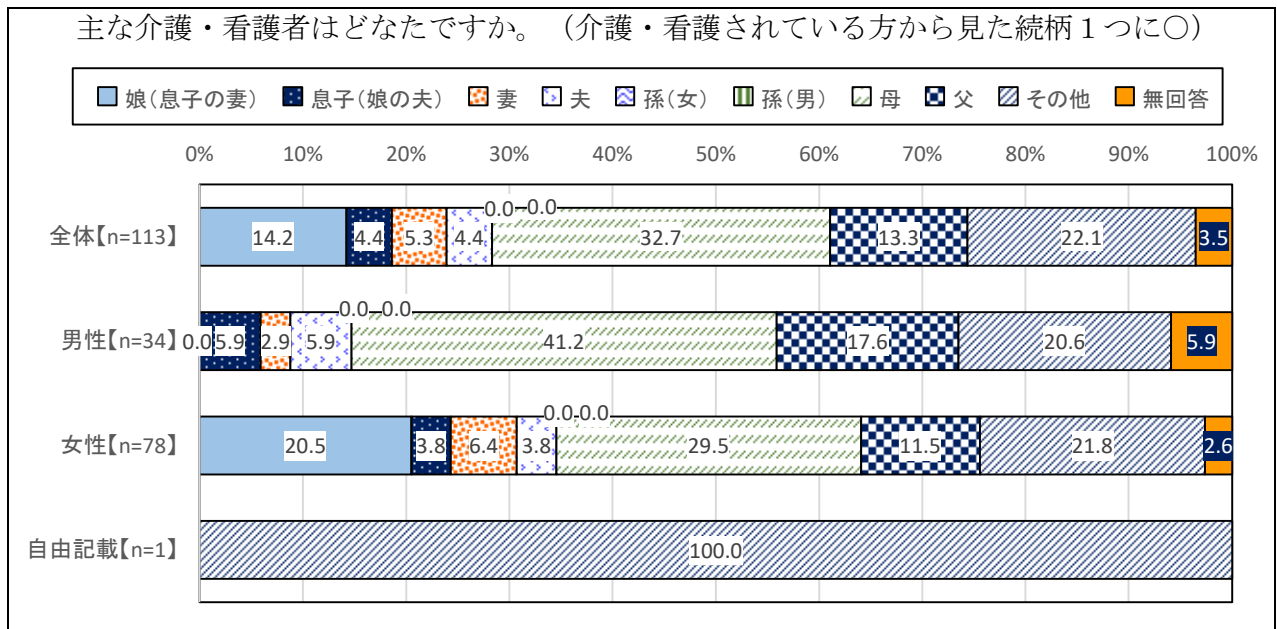 主な介護・看護者はどなたですか。（介護・看護されている方から見た続柄１つに○）
娘（息子の妻） 息子（娘の夫） 妻 夫 孫（女） 孫（男） 母 父 その他 無回答
0% 10% 20% 30% 40% 50% 60% 70% 80% 90% 100%
全体【n=113】 14.2 4.4 5.3 4.4 0.0 0.0 32.7 13.3 22.1 3.5
男性【n=34】 0.0 5.9 2.9 5.9 0.0 0.0 41.2 17.6 20.6 5.9
女性【n=78】 20.5 3.8 6.4 3.8 0.0 0.0 29.5 11.5 21.8 2.6
自由記載【n=1】 100.0